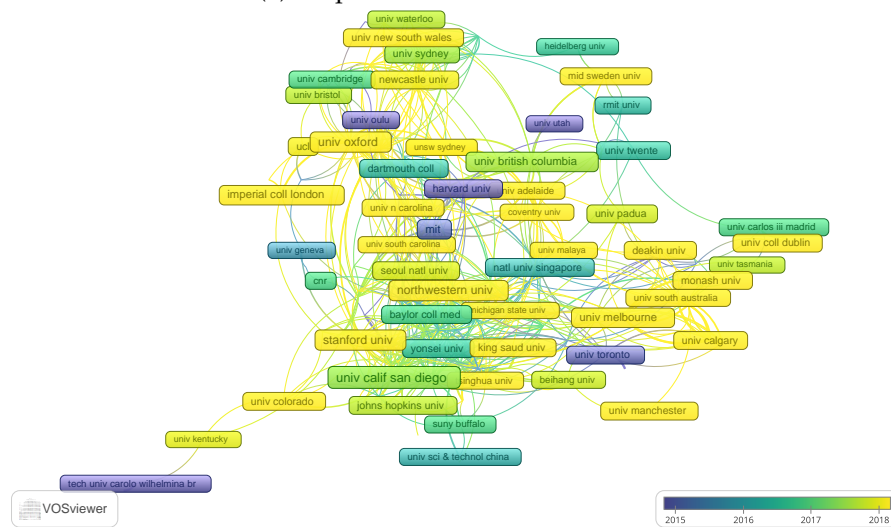 univ waterloo
univ new south wales
heidelberg univ
univ sydney
mid sweden univ
univ cambridge
newcastle univ
univ bristol
rmit univ
univ oulu
univ utah
univ oxford
ucl
unsw sydney
univ twente
univ british columbia
dartmouth coll
harvard univ
univ adelaide
imperial coll london
univ n carolina
coventry univ
univ padua
mit
univ carlos iii madrid
univ south carolina
univ coll dublin
univ geneva
univ malaya
deakin univ
seoul natl univ
natl univ singapore
univ tasmania
cnr
monash univ
northwestern univ
univ south australia
michigan state univ
baylor coll med
univ melbourne
stanford univ
yonsei univ
king saud univ
univ toronto
univ calgary
univ calif san diego
singhua univ
beihang univ
univ colorado
johns hopkins univ
univ manchester
suny buffalo
univ kentucky
univ sci & technol china
tech univ carolo wilhelmina br
VOSviewer
2015 2016 2017 2018